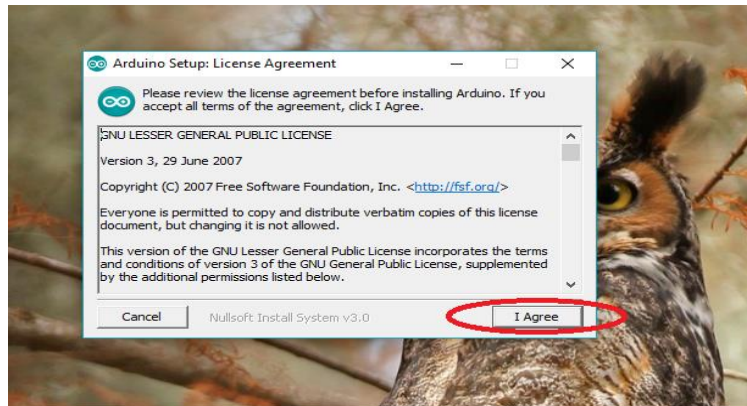 Arduino Setup: License Agreement
Please review the license agreement before installing Arduino. If you
accept all terms of the agreement, click I Agree.
GNU LESSER GENERAL PUBLIC LICENSE
Version 3, 29 June 2007
Copyright (C) 2007 Free Software Foundation, Inc. <http://fsf.org/>
Everyone is permitted to copy and distribute verbatim copies of this license
document, but changing it is not allowed.
This version of the GNU Lesser General Public License incorporates the terms
and conditions of version 3 of the GNU General Public License, supplemented
by the additional permissions listed below.
Cancel
Nullsoft Install System v3.0
I Agree